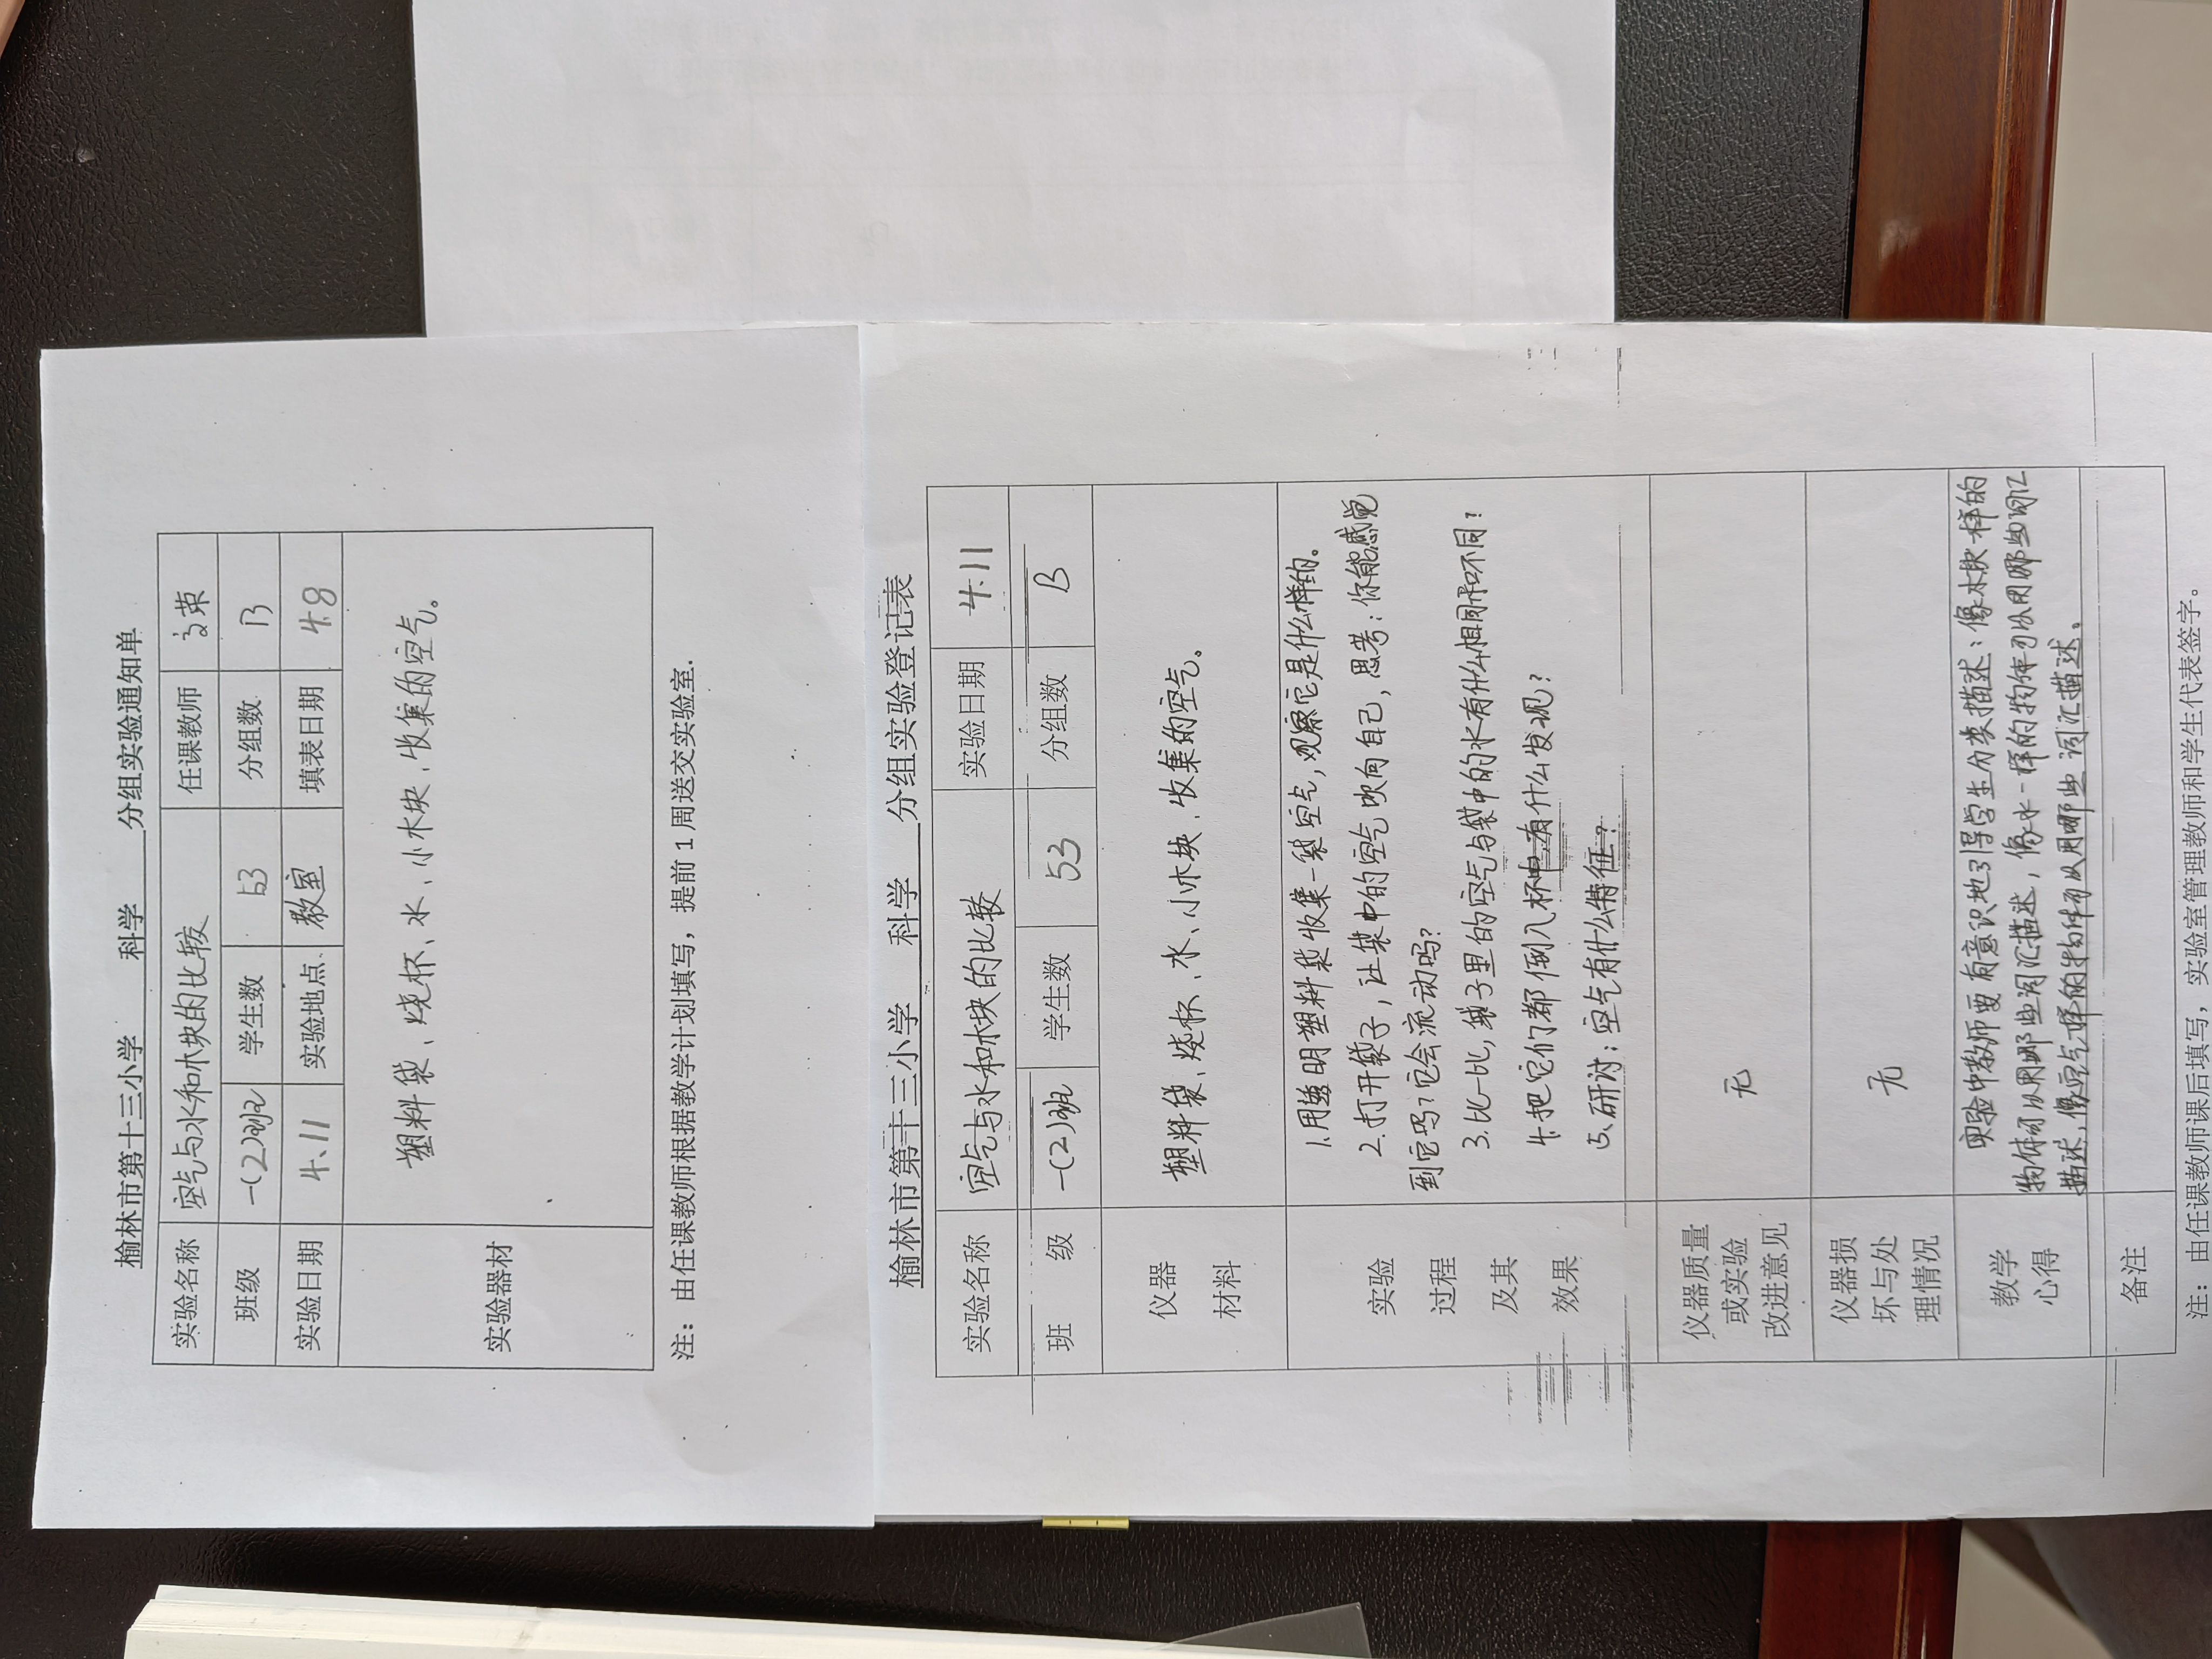 榆林市第十三小学 科学 分组实验通知单
实验名称 空气与水和木块的比较 任课教师
班级 一(2)班 学生数 53 分组数 13
实验日期 4.11 实验地点 教室 填表日期 4.8
实验器材 塑料袋、烧杯、水、小木块、收集的空气。
注：由任课教师根据教学计划填写，提前1周送交实验室.
榆林市第十三小学 科学 分组实验登记表
实验名称 空气与水和木块的比较 实验日期 4.11
班级 一(2)班 学生数 53 分组数 13
仪器材料 塑料袋、烧杯、水、小木块、收集的空气。
实验过程及其效果
1.用透明塑料袋收集一袋空气，观察它是什么样的。
2.打开袋子，让袋中的空气吹向自己，思考：你能感觉
到它吗？它会流动吗？
3.比一比，袋子里的空气与袋中的水有什么相同和不同？
4.把它们都倒入杯中有什么发现？
5.研讨：空气有什么特征？
仪器质量或实验改进意见 无
仪器损坏与处理情况 无
教学心得
实验中教师要有意识地引导学生分类描述：像木块一样的
物体可以用哪些词汇描述，像水一样的物体可以用哪些词汇
描述，像空气一样的物体可以用哪些词汇描述。
备注
注：由任课教师课后填写，实验室管理教师和学生代表签字。